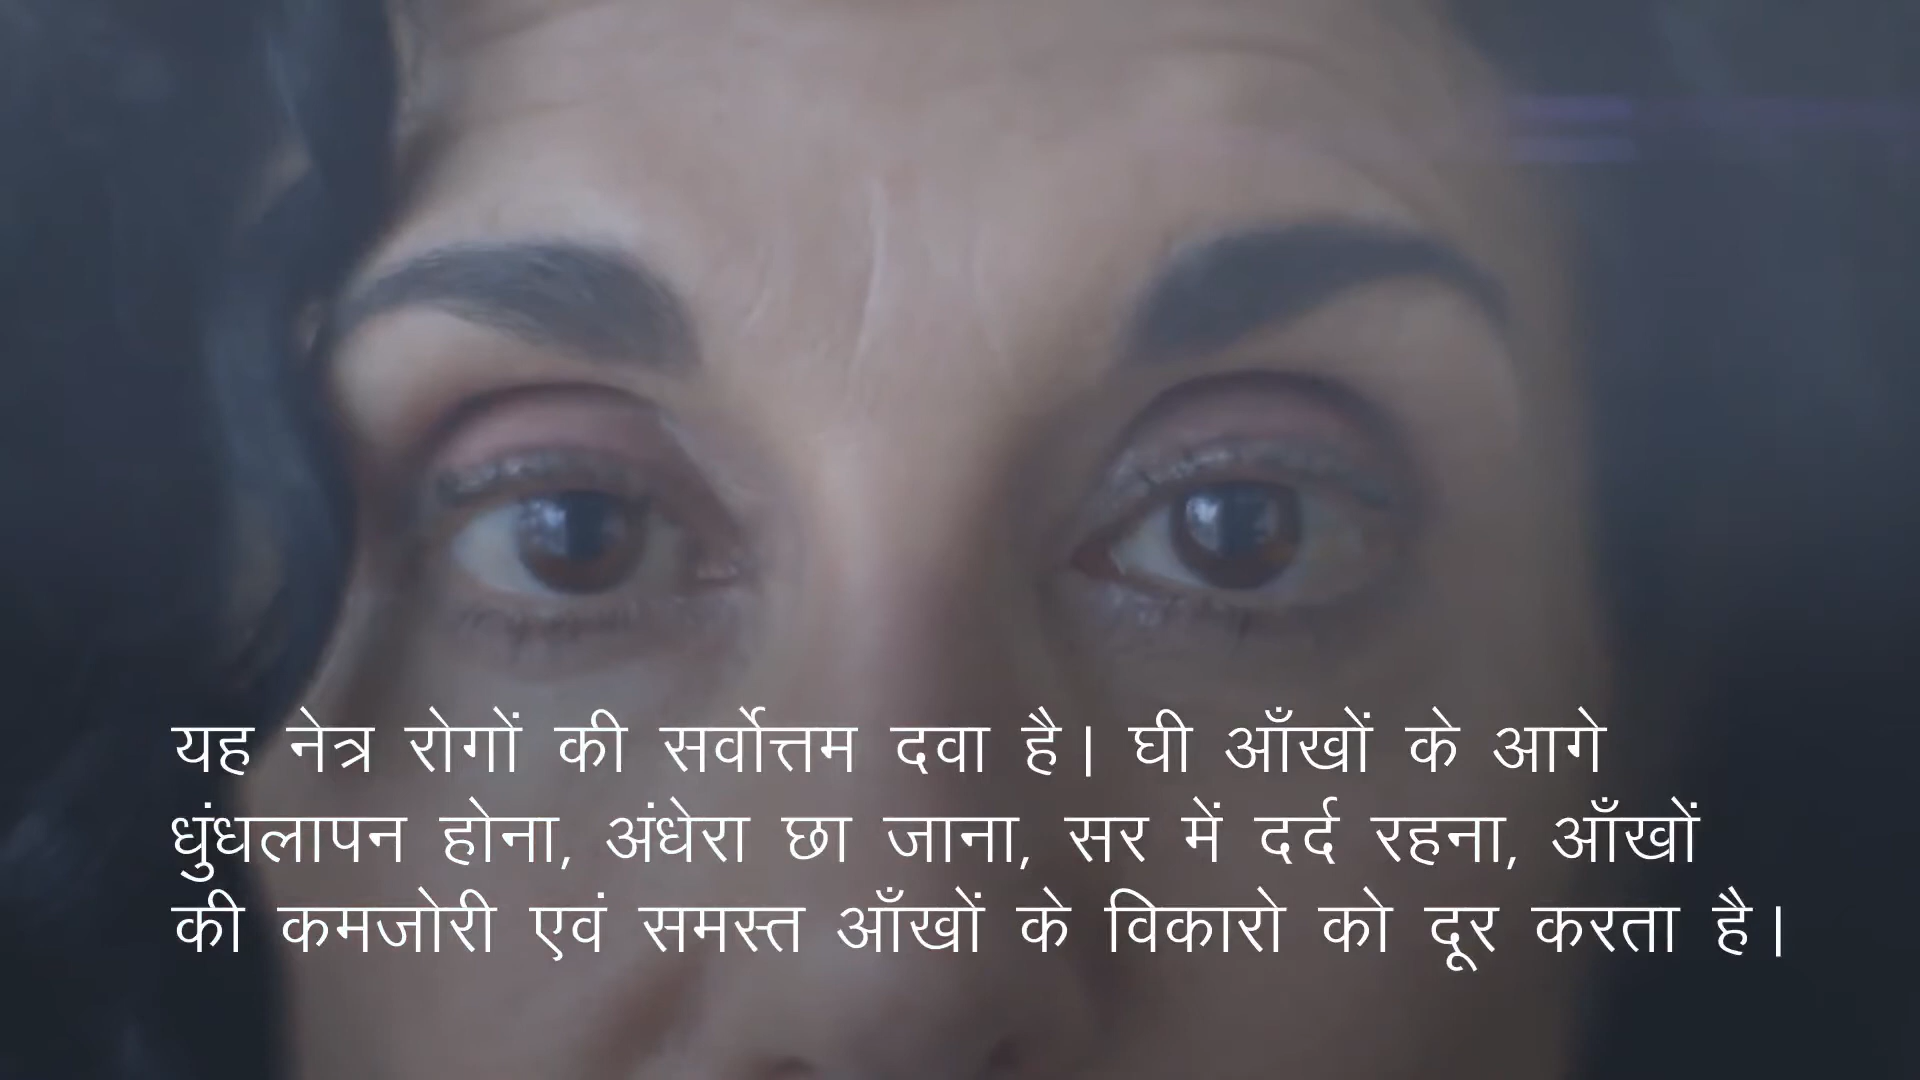 यह नेत्र रोगों की सर्वोत्तम दवा है। घी आँखों के आगे
धुंधलापन होना, अंधेरा छा जाना, सर में दर्द रहना, आँखों
की कमजोरी एवं समस्त आँखों के विकारो को दूर करता है।